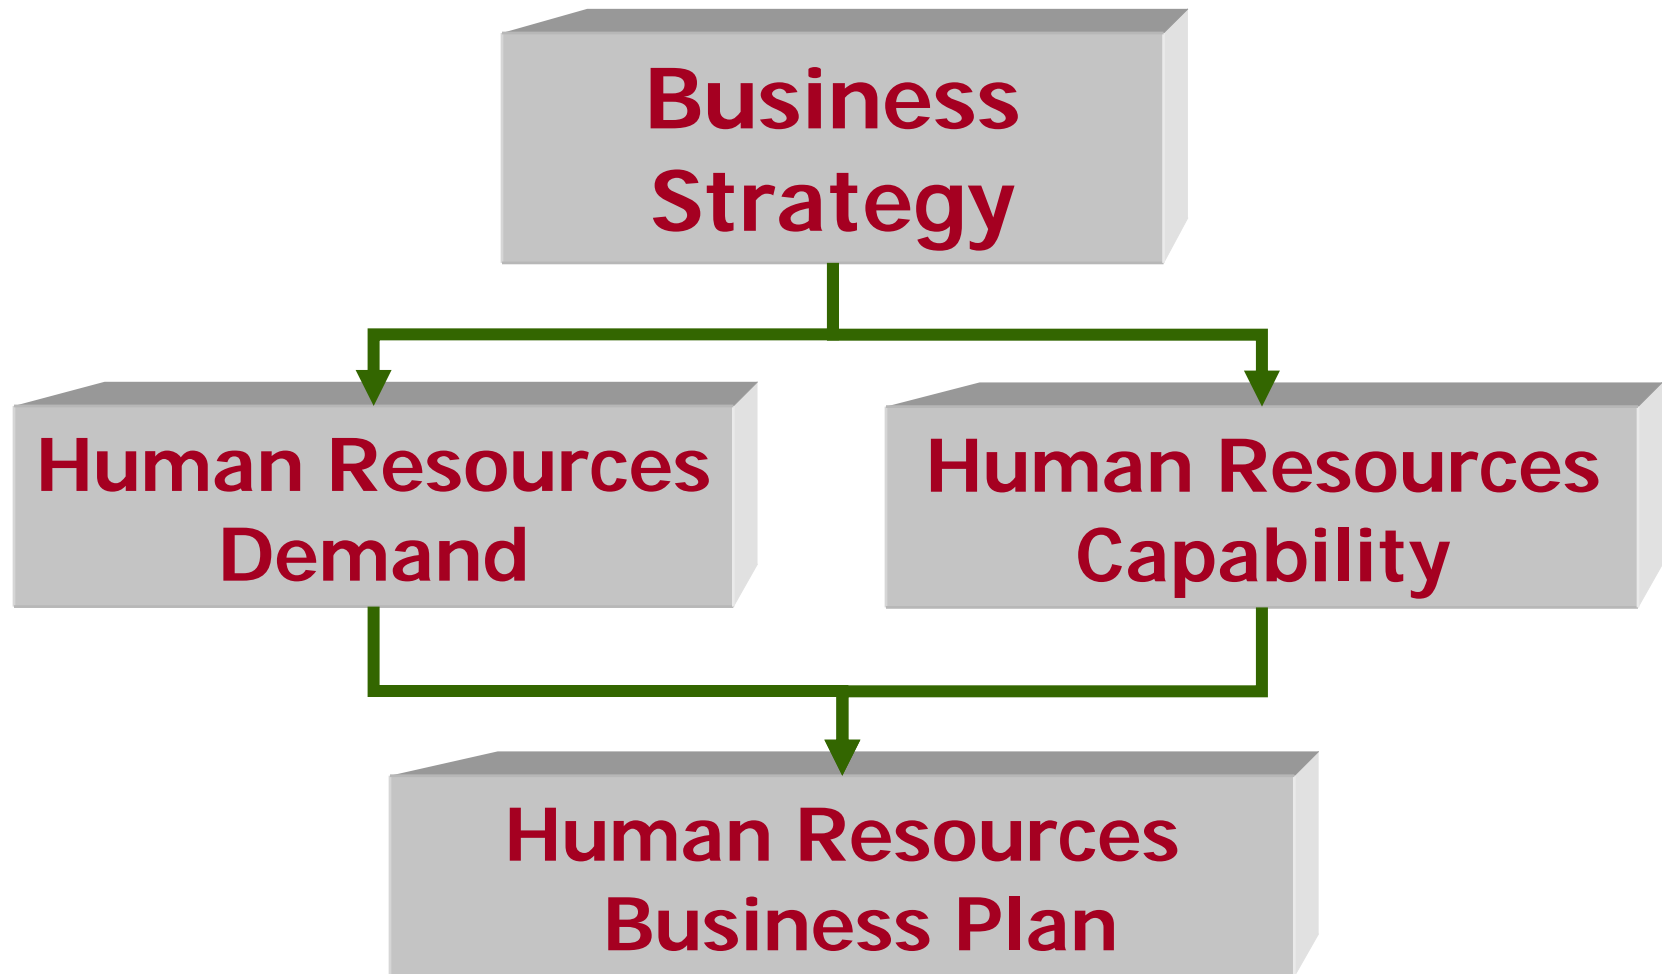 Business
Strategy
Human Resources
Demand
Human Resources
Capability
Human Resources
Business Plan